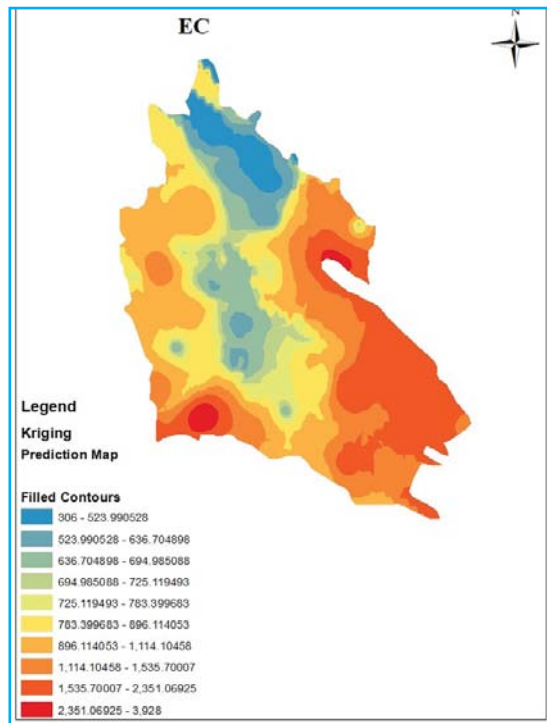 EC
Legend
Kriging
Prediction Map
Filled Contours
306 - 523.990528
523.990528 - 636.704898
636.704898 - 694.985088
694.985088 - 725.119493
725.119493 - 783.399683
783.399683 - 896.114053
896.114053 - 1,114.10458
1,114.10458 - 1,535.70007
1,535.70007 - 2,351.06925
2,351.06925 - 3,928